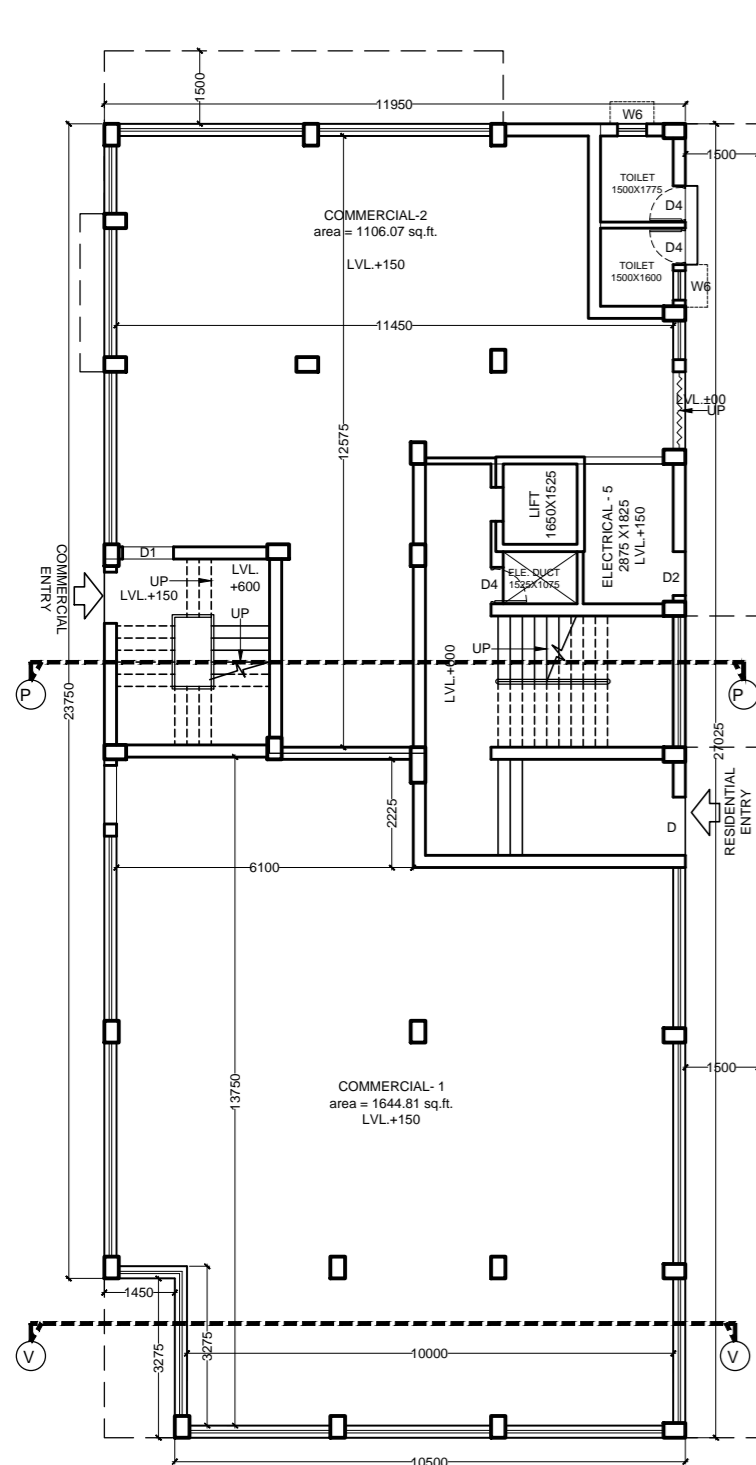 1500
11950
W6
1500
TOILET
1500X1775
D4
COMMERCIAL-2
area = 1106.07 sq.ft.
LVL.+150
D4
TOILET
1500X1600
W6
11450
LVL.±00
UP
12575
LIFT
1650X1525
ELECTRICAL - 5
2875 X1825
LVL.+150
COMMERCIAL
ENTRY
D1
UP
LVL.+150
LVL.
+600
UP
D4
ELE. DUCT
1525X1075
D2
UP
LVL.+600
P
P
23750
27025
2225
D
RESIDENTIAL
ENTRY
6100
13750
1500
COMMERCIAL- 1
area = 1644.81 sq.ft.
LVL.+150
1450
3275
3275
10000
V
V
10500